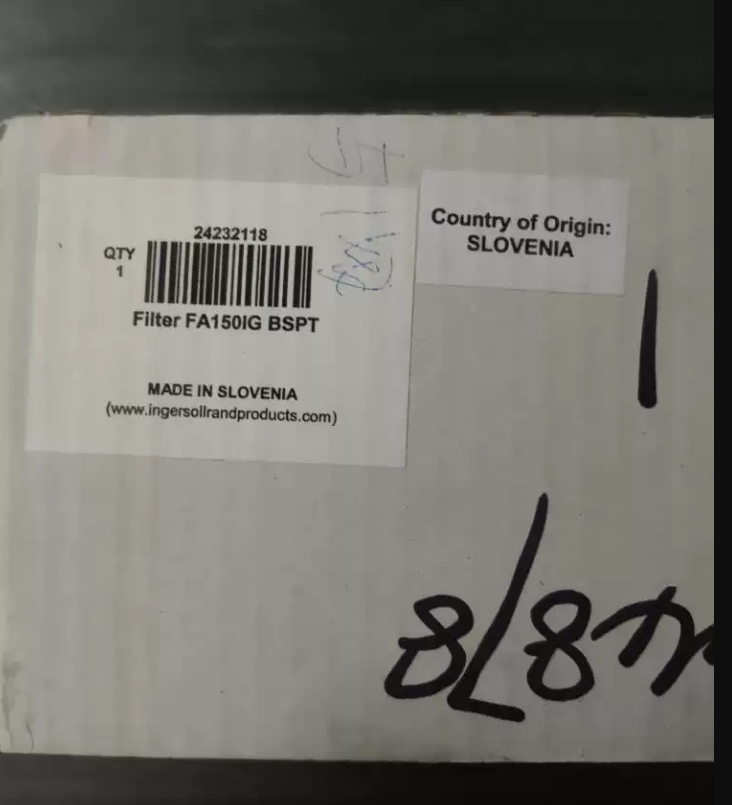 24232118
QTY
1
Filter FA150IG BSPT
MADE IN SLOVENIA
(www.ingersollrandproducts.com)
Country of Origin:
SLOVENIA